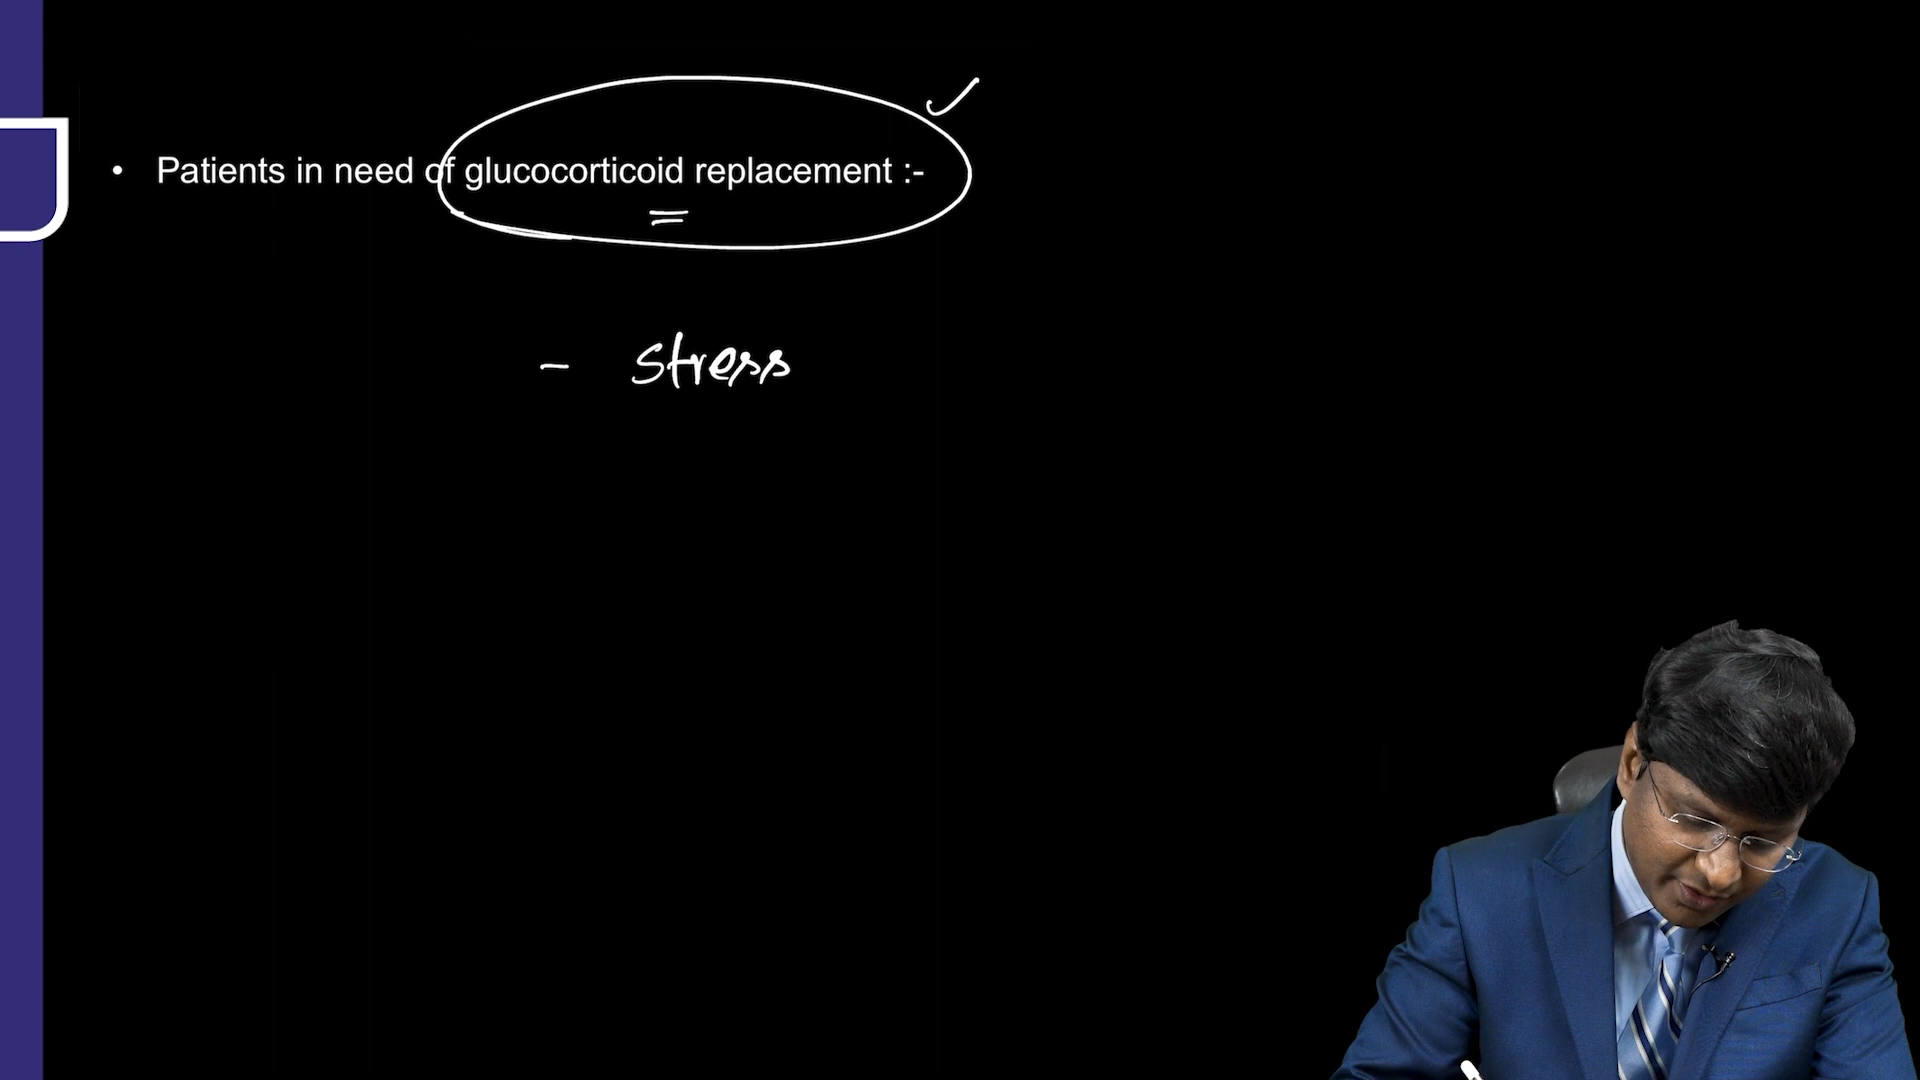 • Patients in need of glucocorticoid replacement :-
- stress